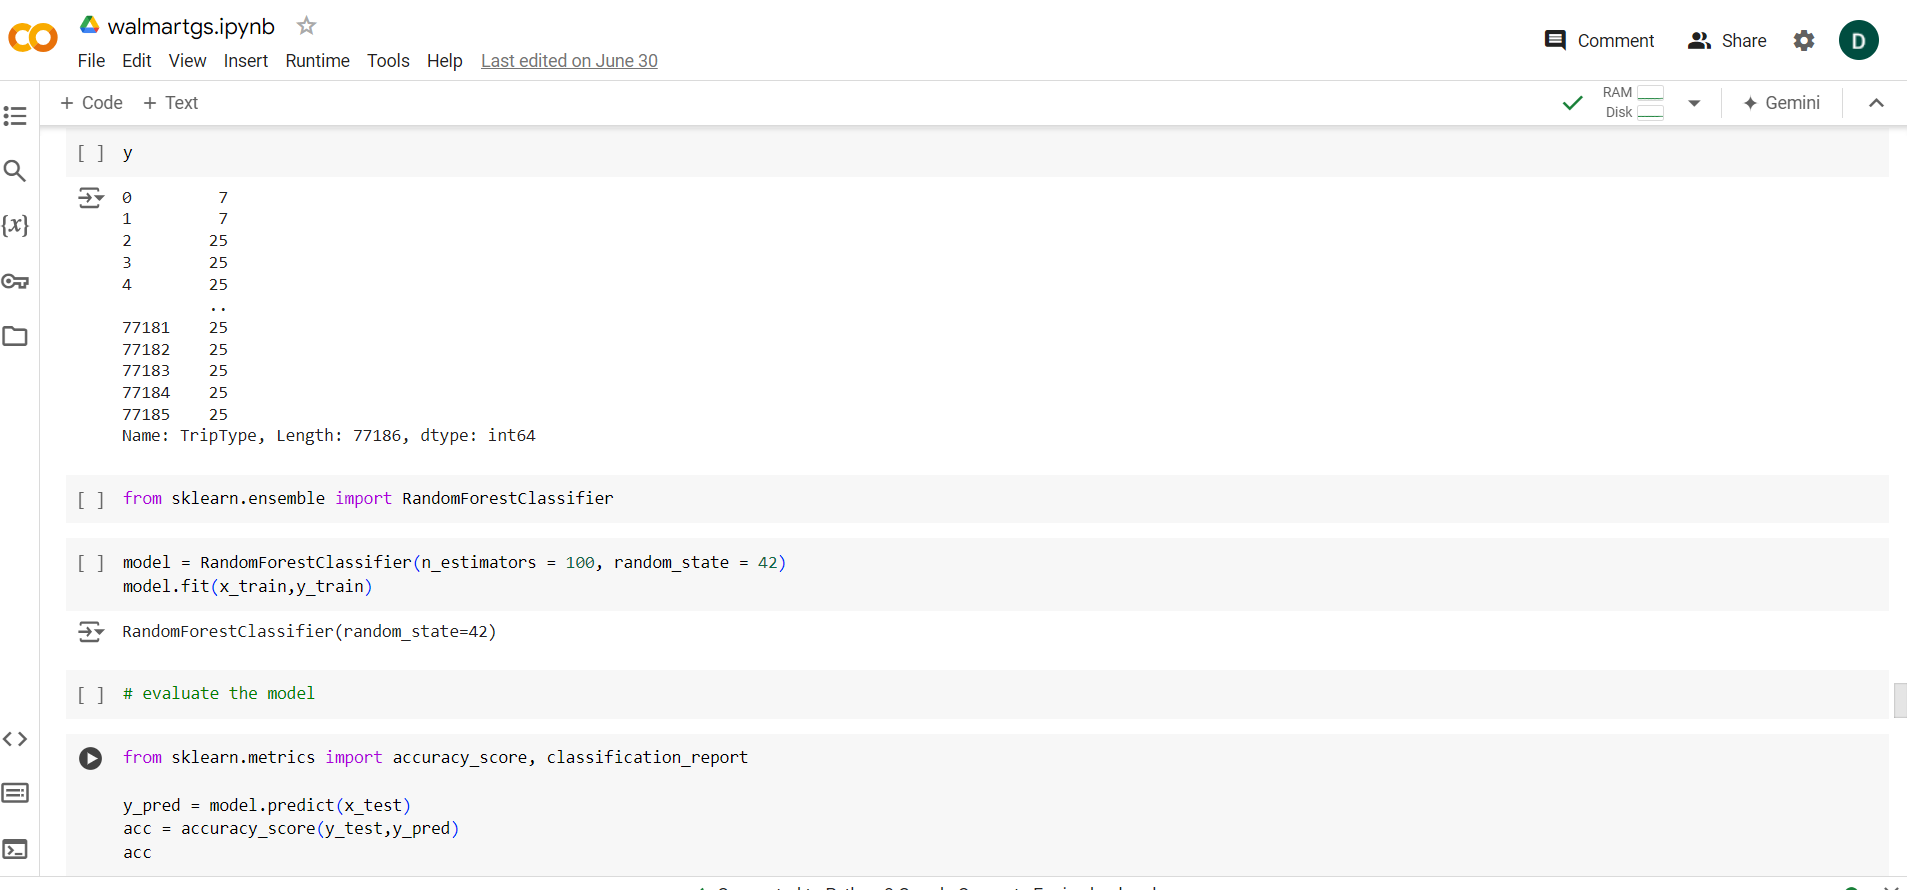 walmartgs.ipynb
File Edit View Insert Runtime Tools Help Last edited on June 30
Comment Share D
+ Code + Text
RAM
Disk
Gemini
[ ] y
0 7
1 7
2 25
3 25
4 25
..
77181 25
77182 25
77183 25
77184 25
77185 25
Name: TripType, Length: 77186, dtype: int64
[ ] from sklearn.ensemble import RandomForestClassifier
[ ] model = RandomForestClassifier(n_estimators = 100, random_state = 42)
model.fit(x_train,y_train)
RandomForestClassifier(random_state=42)
[ ] # evaluate the model
from sklearn.metrics import accuracy_score, classification_report
y_pred = model.predict(x_test)
acc = accuracy_score(y_test,y_pred)
acc
{x}